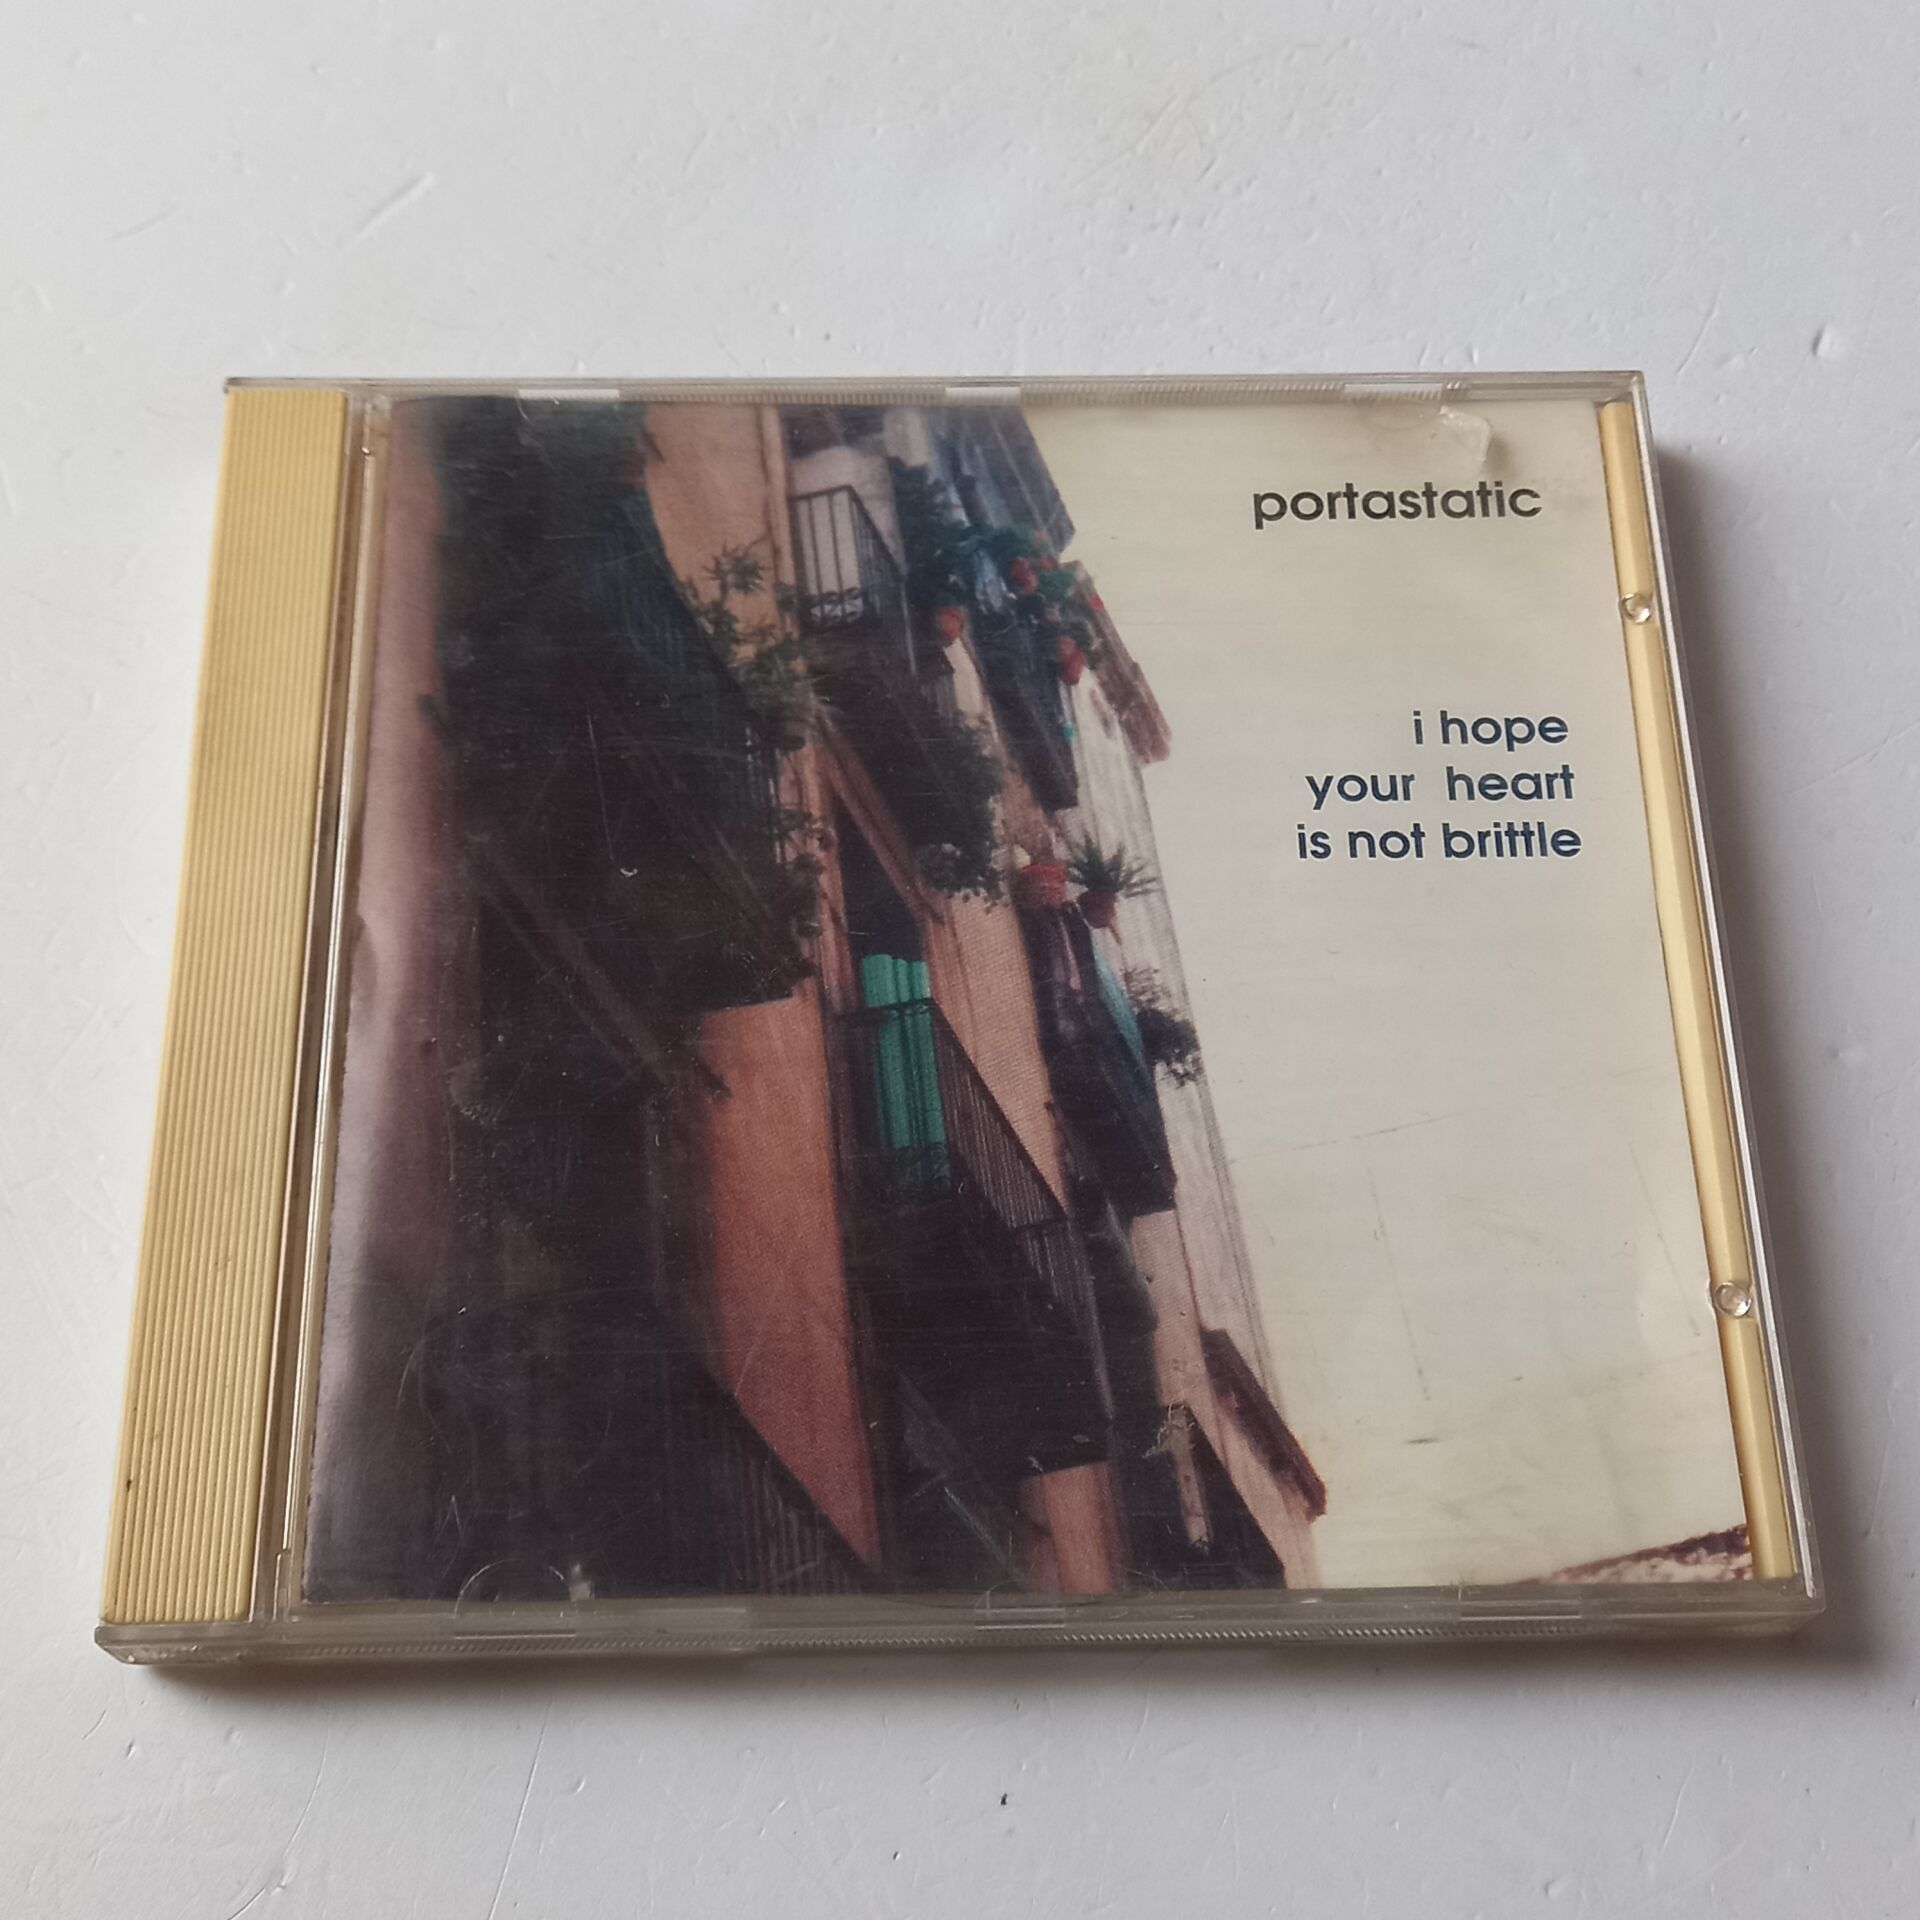 portastatic
i hope
your heart
is not brittle